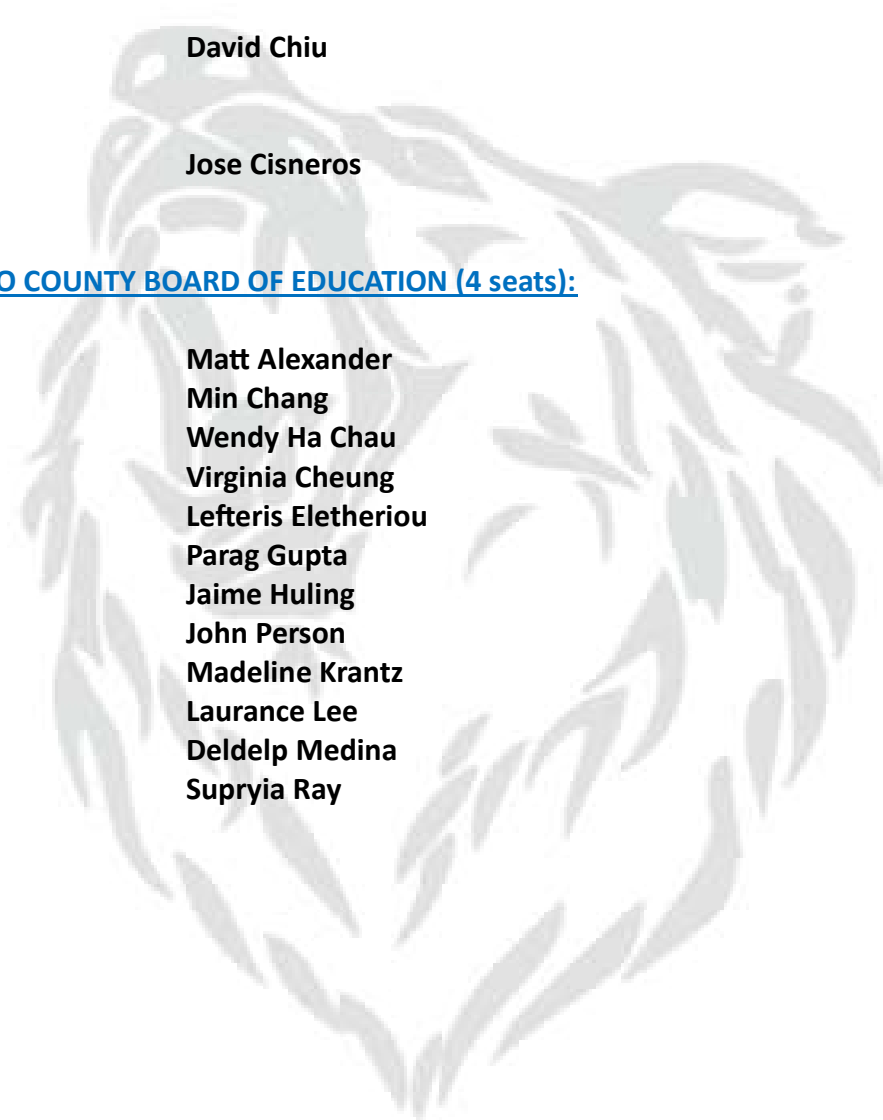 David Chiu
Jose Cisneros
O COUNTY BOARD OF EDUCATION (4 seats):
Matt Alexander
Min Chang
Wendy Ha Chau
Virginia Cheung
Lefteris Eletheriou
Parag Gupta
Jaime Huling
John Person
Madeline Krantz
Laurance Lee
Deldelp Medina
Supryia Ray